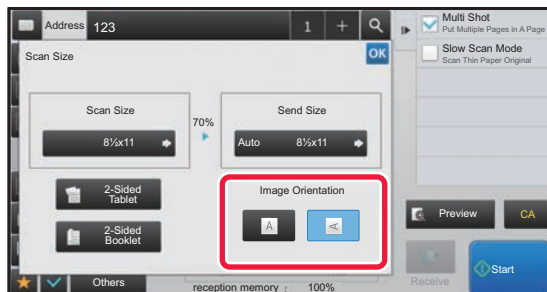 Address 123 1 +
Multi Shot
Put Multiple Pages in A Page
Slow Scan Mode
Scan Thin Paper Original
Scan Size
OK
Scan Size
70%
Send Size
8½x11
Auto 8½x11
2-Sided
Tablet
2-Sided
Booklet
Image Orientation
A
A
Preview
CA
Start
Receive
Others
reception memory : 100%